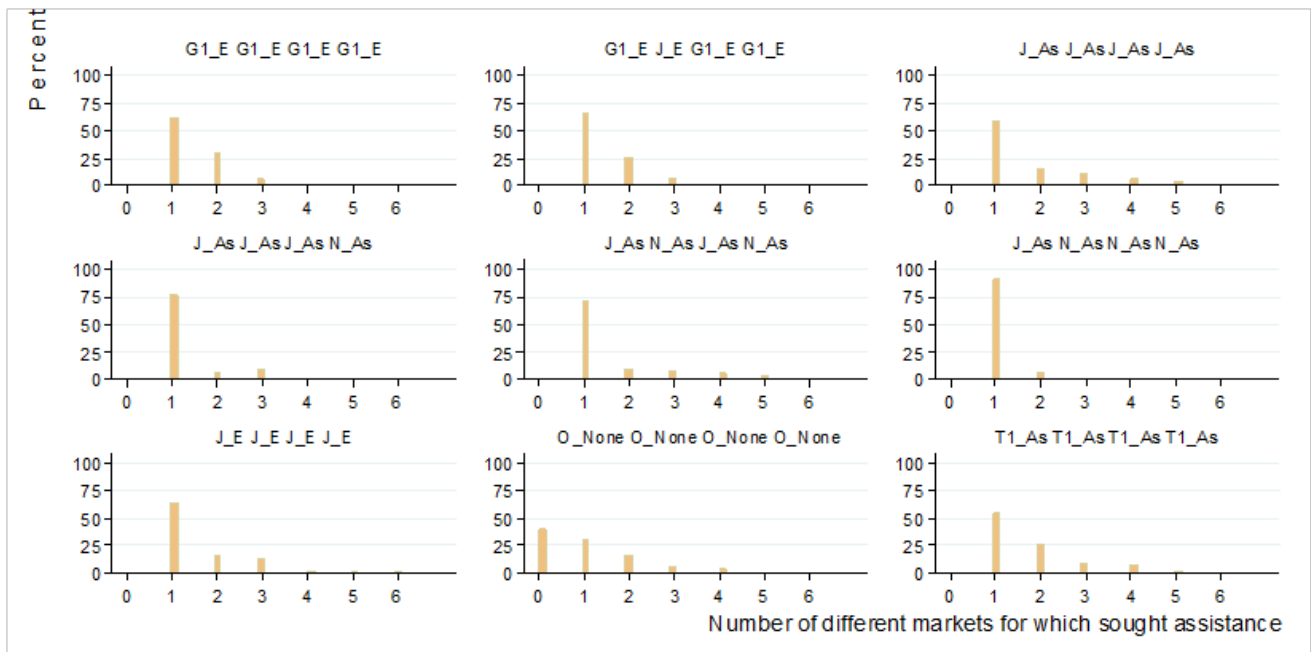 Percent
G1_E G1_E G1_E G1_E
100
75
50
25
0
0 1 2 3 4 5 6
G1_E J_E G1_E G1_E
100
75
50
25
0
0 1 2 3 4 5 6
J_As J_As J_As J_As
100
75
50
25
0
0 1 2 3 4 5 6
J_As J_As J_As N_As
100
75
50
25
0
0 1 2 3 4 5 6
J_As N_As J_As N_As
100
75
50
25
0
0 1 2 3 4 5 6
J_As N_As N_As N_As
100
75
50
25
0
0 1 2 3 4 5 6
J_E J_E J_E J_E
100
75
50
25
0
0 1 2 3 4 5 6
O_None O_None O_None O_None
100
75
50
25
0
0 1 2 3 4 5 6
T1_As T1_As T1_As T1_As
100
75
50
25
0
0 1 2 3 4 5 6
Number of different markets for which sought assistance